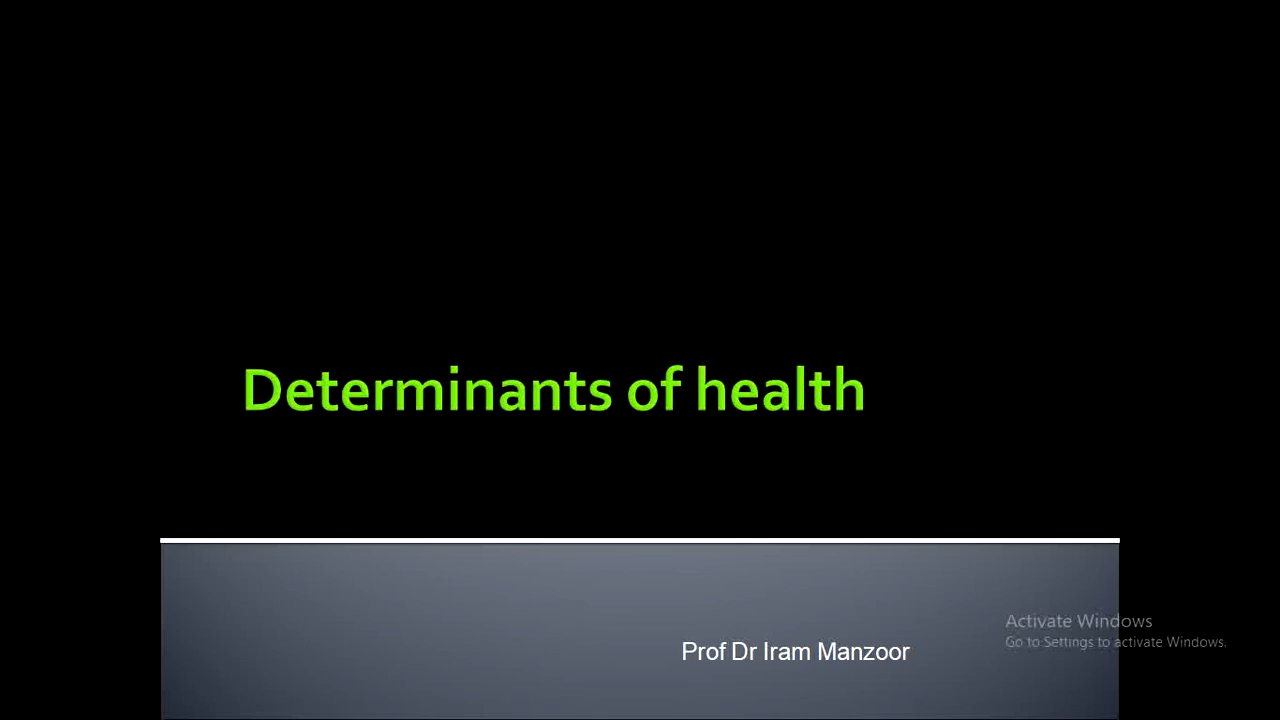 Determinants of health
Activate Windows
Go to Settings to activate Windows.
Prof Dr Iram Manzoor